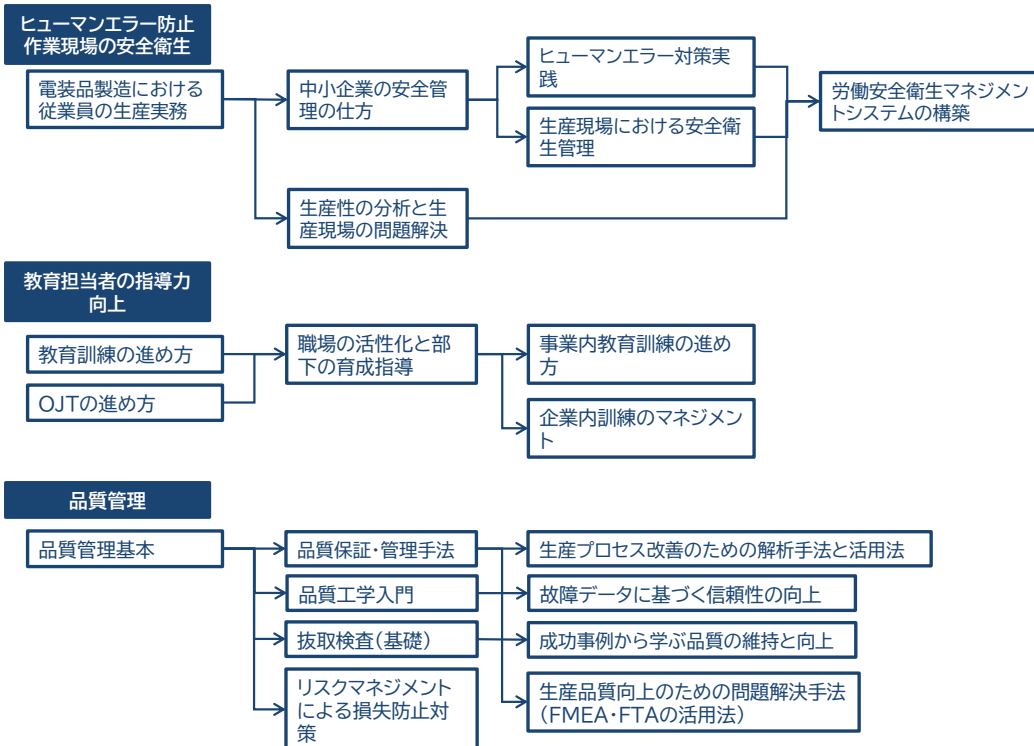 ヒューマンエラー防止
作業現場の安全衛生
電装品製造における
従業員の生産実務
中小企業の安全管
理の仕方
ヒューマンエラー対策実
践
生産現場における安全衛
生管理
労働安全衛生マネジメン
トシステムの構築
生産性の分析と生
産現場の問題解決
教育担当者の指導力
向上
教育訓練の進め方
OJTの進め方
職場の活性化と部
下の育成指導
事業内教育訓練の進め
方
企業内訓練のマネジメン
ト
品質管理
品質管理基本
品質保証・管理手法
品質工学入門
抜取検査(基礎)
リスクマネジメント
による損失防止対
策
生産プロセス改善のための解析手法と活用法
故障データに基づく信頼性の向上
成功事例から学ぶ品質の維持と向上
生産品質向上のための問題解決手法
(FMEA・FTAの活用法)